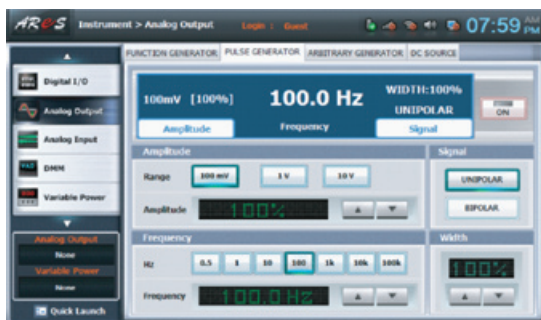 ARES Instrument > Analog Output Login : Guest 07:59 AM PM
FUNCTION GENERATOR PULSE GENERATOR ARBITRARY GENERATOR DC SOURCE
Digital I/O
Analog Output
Analog Input
DMM
Variable Power
Analog Output
None
Variable Power
None
Quick Launch
100mV [100%] 100.0 Hz WIDTH:100%
UNIPOLAR
Amplitude Frequency Signal
ON
Amplitude
Range 100 mV 1 V 10 V
Amplitude 100%
Signal
UNIPOLAR
BIPOLAR
Frequency
Hz 0.5 1 10 100 1k 10k 100k
Frequency 100.0 Hz
Width
100%